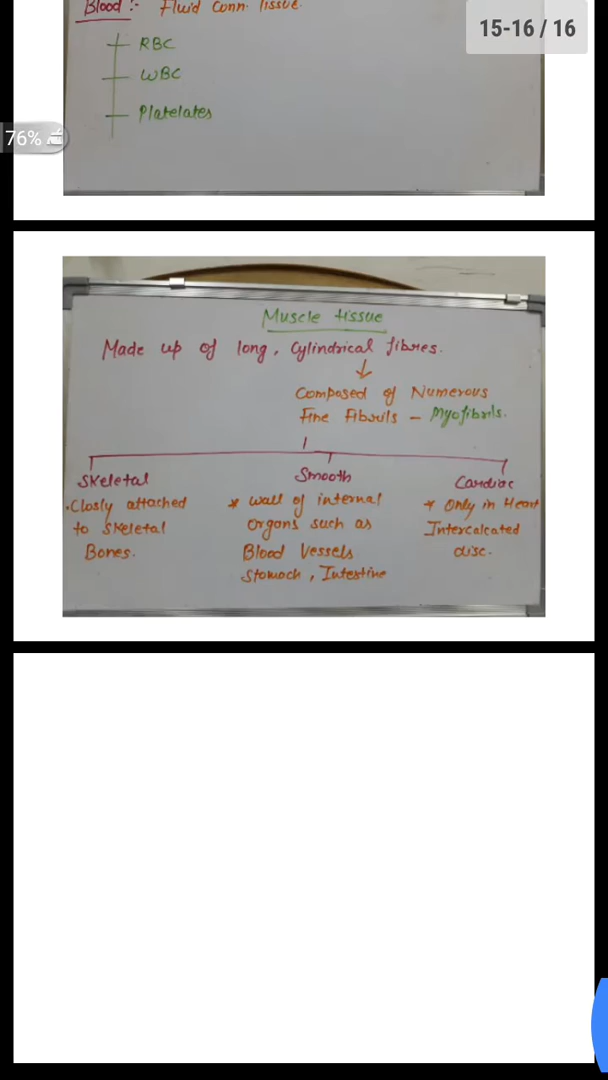 Blood :- Fluid Conn. Tissue.
15-16 / 16
RBC
WBC
76%
Platelates
Muscle tissue
Made up of long, Cylindrical fibres.
Composed of Numerous
Fine Fibrils - Myofibrils.
Skeletal
Smooth
Cardiac
Closly attached
to Skeletal
Bones.
* Wall of internal
Organs such as
Blood Vessels
Stomoch, Intestine
* Only in Heart
Intercalcated
disc.